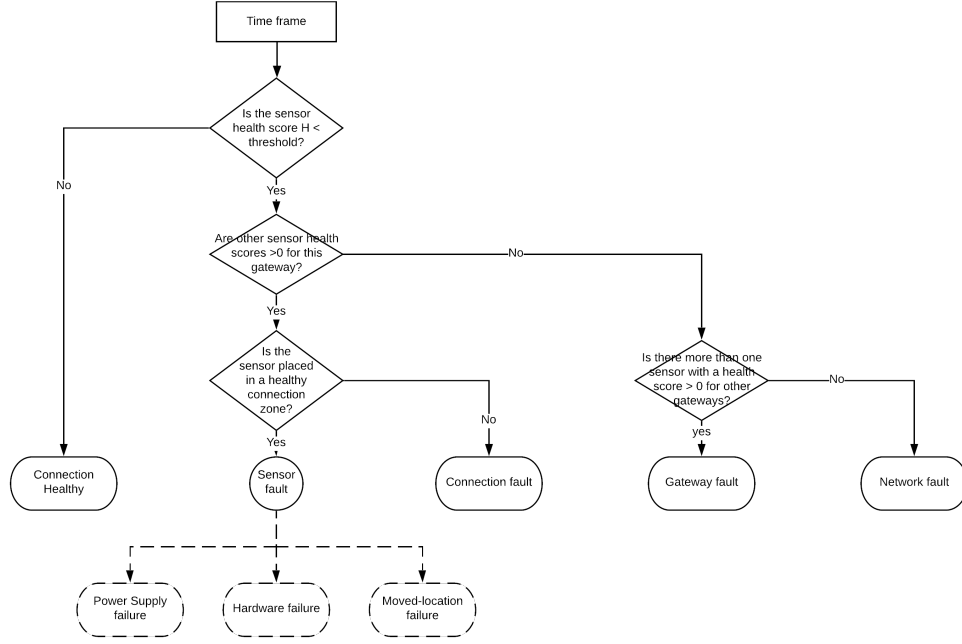 Time frame
Is the sensor
health score H <
threshold?
No
Yes
Are other sensor health
scores >0 for this
gateway?
No
Yes
Is the
sensor placed
in a healthy
connection
zone?
Is there more than one
sensor with a health
score > 0 for other
gateways?
No
No
Yes
yes
Connection
Healthy
Sensor
fault
Connection fault
Gateway fault
Network fault
Power Supply
failure
Hardware failure
Moved-location
failure